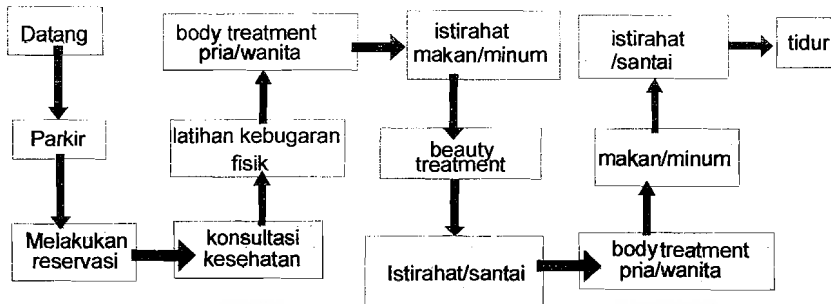 Datang
Parkir
Melakukan
reservasi
konsultasi
kesehatan
latihan kebugaran
fisik
body treatment
pria/wanita
istirahat
makan/minum
beauty
treatment
Istirahat/santai
body treatment
pria/wanita
makan/minum
istirahat
/santai
tidur